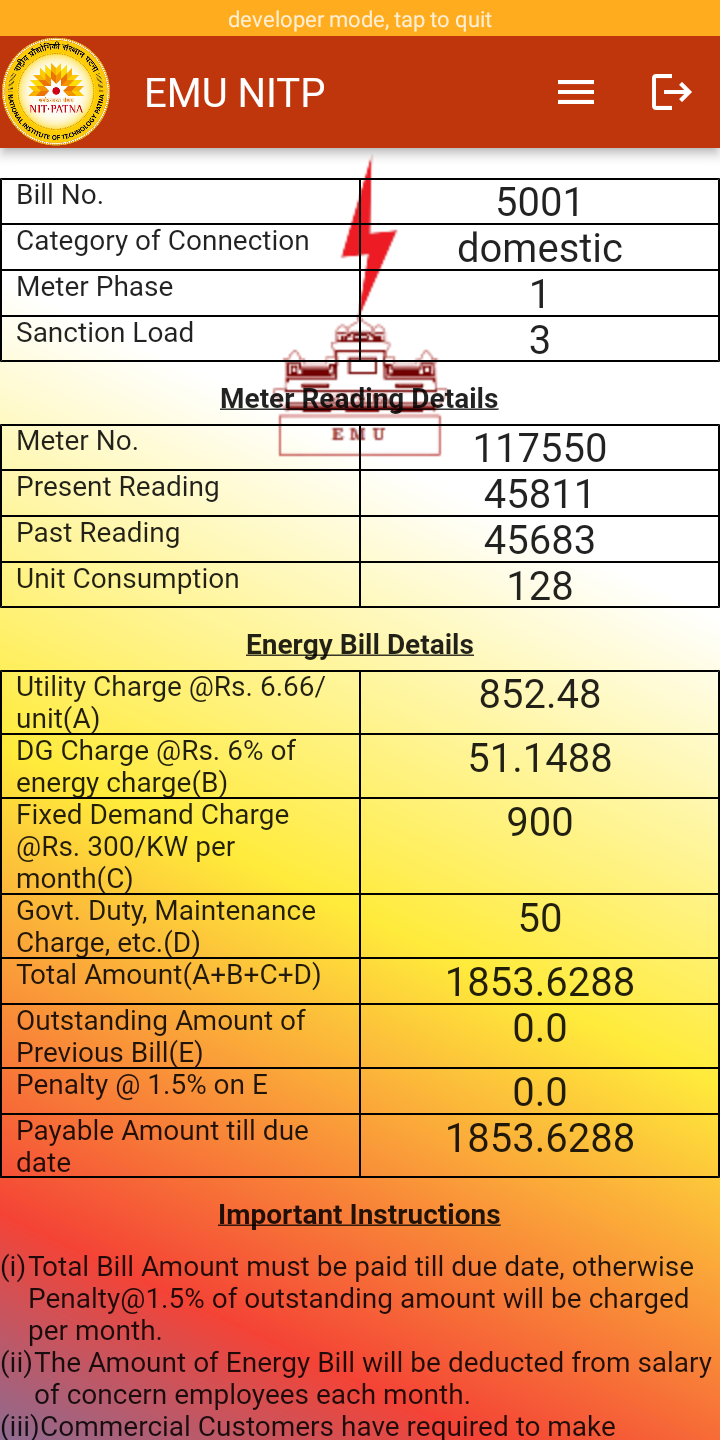 developer mode, tap to quit
राष्ट्रीय प्रौद्योगिकी संस्थान पटना
NIT-PATNA
NATIONAL INSTITUTE OF TECHNOLOGY PATNA
EMU NITP
Bill No. 5001
Category of Connection domestic
Meter Phase 1
Sanction Load 3
Meter Reading Details
EMU
Meter No. 117550
Present Reading 45811
Past Reading 45683
Unit Consumption 128
Energy Bill Details
Utility Charge @Rs. 6.66/ 852.48
unit(A)
DG Charge @Rs. 6% of 51.1488
energy charge(B)
Fixed Demand Charge 900
@Rs. 300/KW per
month(C)
Govt. Duty, Maintenance 50
Charge, etc.(D)
Total Amount(A+B+C+D) 1853.6288
Outstanding Amount of 0.0
Previous Bill(E)
Penalty @ 1.5% on E 0.0
Payable Amount till due 1853.6288
date
Important Instructions
(i)Total Bill Amount must be paid till due date, otherwise
Penalty@1.5% of outstanding amount will be charged
per month.
(ii)The Amount of Energy Bill will be deducted from salary
of concern employees each month.
(iii)Commercial Customers have required to make